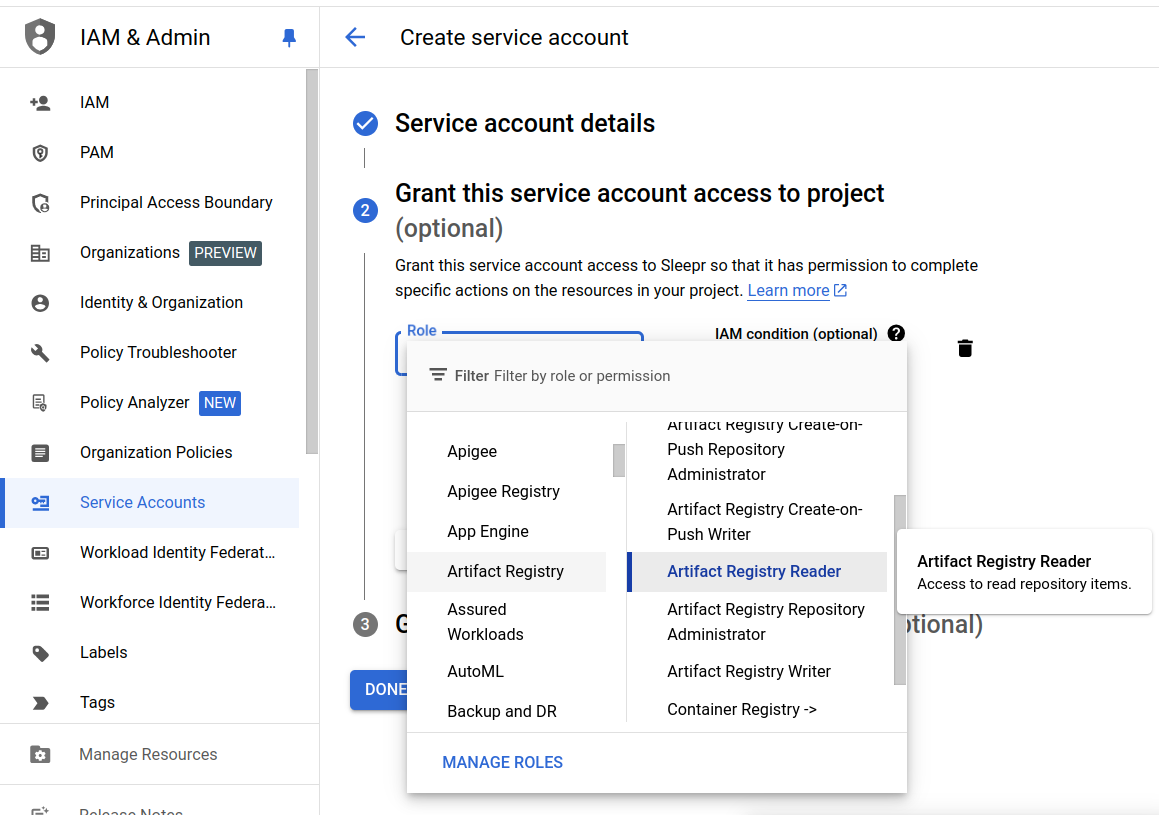 IAM & Admin
Create service account
IAM
PAM
Principal Access Boundary
Organizations PREVIEW
Identity & Organization
Policy Troubleshooter
Policy Analyzer NEW
Organization Policies
Service Accounts
Workload Identity Federat...
Workforce Identity Federa...
Labels
Tags
Manage Resources
Release Notes
Service account details
2
Grant this service account access to project
(optional)
Grant this service account access to Sleepr so that it has permission to complete
specific actions on the resources in your project. Learn more
Role
IAM condition (optional) ?
Filter Filter by role or permission
Apigee
Apigee Registry
App Engine
Artifact Registry
Assured
Workloads
AutoML
Backup and DR
Artifact Registry Create-on-
Push Repository
Administrator
Artifact Registry Create-on-
Push Writer
Artifact Registry Reader
Artifact Registry Repository
Administrator
Artifact Registry Writer
Container Registry ->
MANAGE ROLES
Artifact Registry Reader
Access to read repository items.
3
G
ptional)
DONE